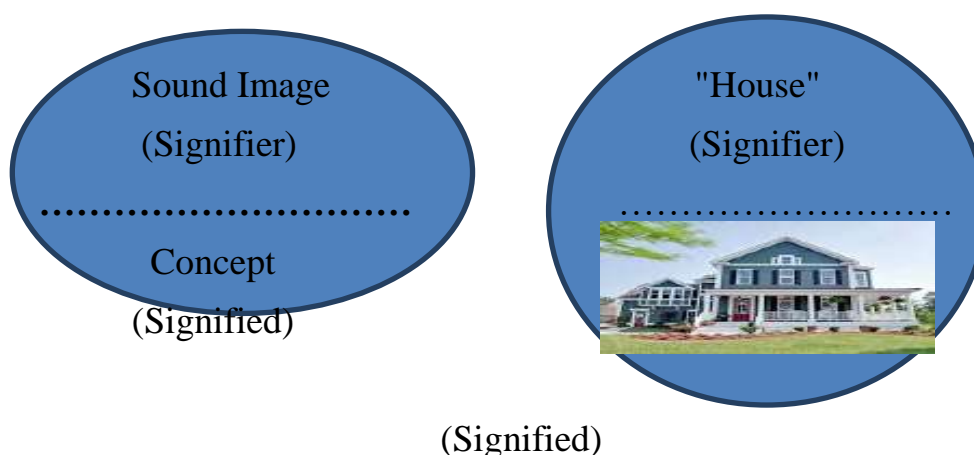 Sound Image
(Signifier)
..............................
Concept
(Signified)
"House"
(Signifier)
..............................
(Signified)